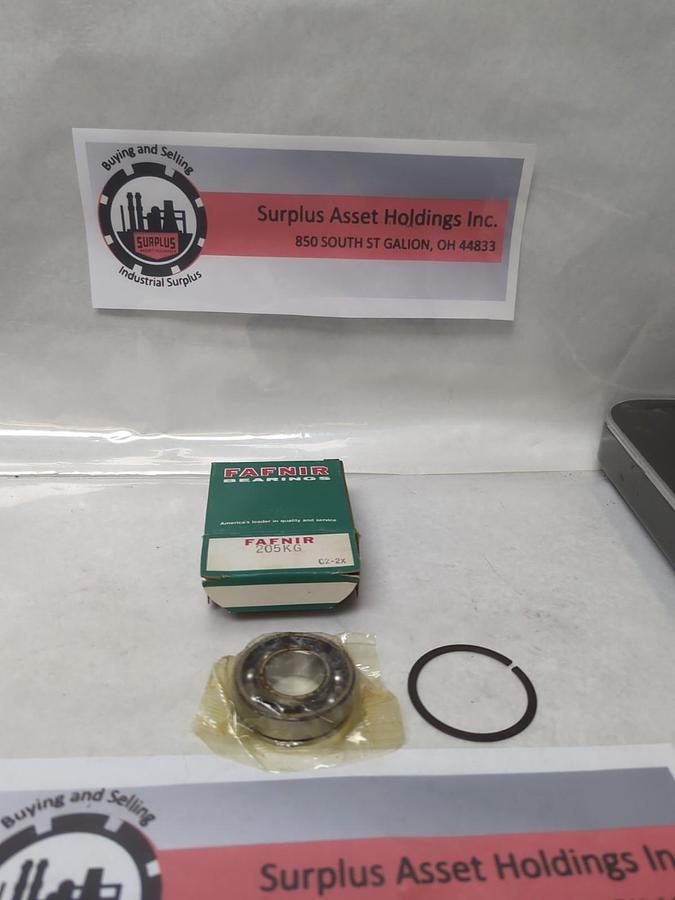 Buying and Selling
SURPLUS
Industrial Surplus
Surplus Asset Holdings Inc.
850 SOUTH ST GALION, OH 44833
FAFNIR
BEARINGS
America's leader in quality and service
FAFNIR
205KG
C2-2X
Buying and Selling
Surplus Asset Holdings In